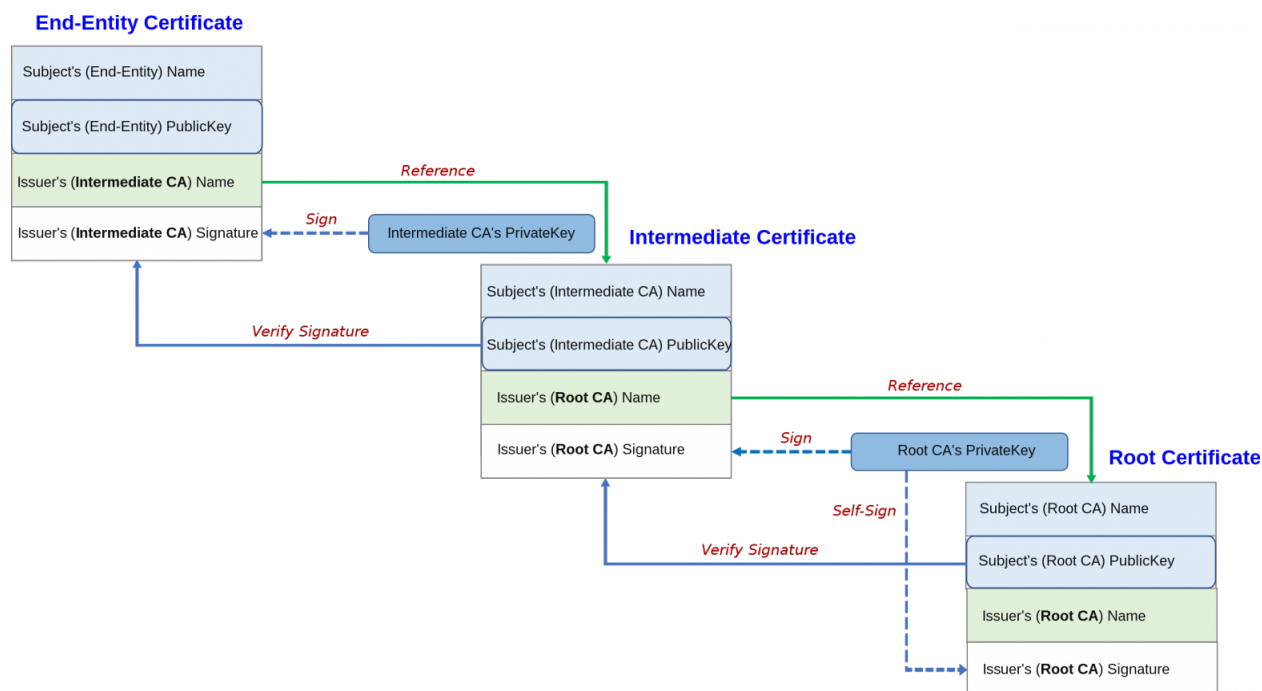 End-Entity Certificate
Subject's (End-Entity) Name
Subject's (End-Entity) PublicKey
Issuer's (Intermediate CA) Name
Reference
Issuer's (Intermediate CA) Signature
Sign
Intermediate CA's PrivateKey
Intermediate Certificate
Subject's (Intermediate CA) Name
Verify Signature
Subject's (Intermediate CA) PublicKey
Issuer's (Root CA) Name
Reference
Issuer's (Root CA) Signature
Sign
Root CA's PrivateKey
Root Certificate
Self-Sign
Subject's (Root CA) Name
Verify Signature
Subject's (Root CA) PublicKey
Issuer's (Root CA) Name
Issuer's (Root CA) Signature